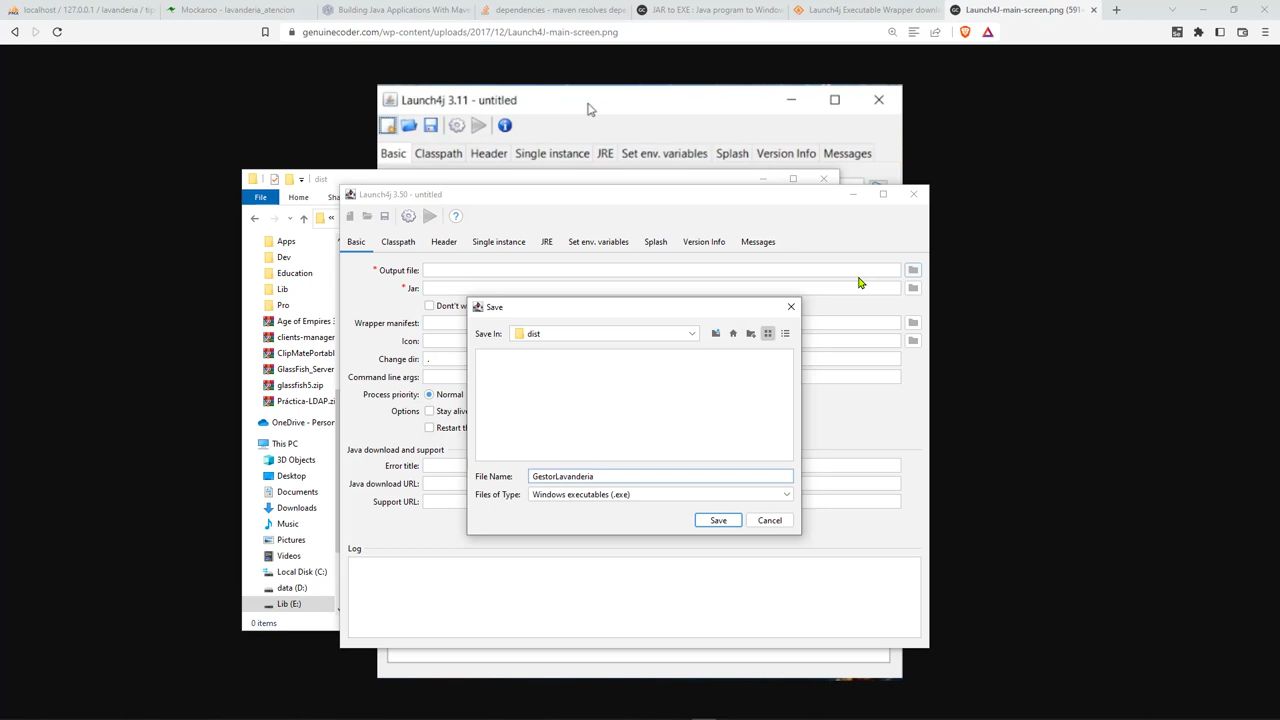 localhost / 127.0.0.1 / lavanderia / tip
Mockaroo - lavanderia_atencion
Building Java Applications With Mave
dependencies - maven resolves depe
JAR to EXE : Java program to Window
Launch4j Executable Wrapper downl
Launch4J-main-screen.png (591×
genuinecoder.com/wp-content/uploads/2017/12/Launch4J-main-screen.png
Launch4j 3.11 - untitled
Basic Classpath Header Single instance JRE Set env. variables Splash Version Info Messages
dist
File Home Sha
Launch4j 3.50 - untitled
Basic Classpath Header Single instance JRE Set env. variables Splash Version Info Messages
Apps
Dev
Education
Lib
Pro
Age of Empires 3
clients-manager
ClipMatePortabl
GlassFish_Server
glassfish5.zip
Práctica-LDAP.zi
OneDrive - Person
This PC
3D Objects
Desktop
Documents
Downloads
Music
Pictures
Videos
Local Disk (C:)
data (D:)
Lib (E:)
0 items
* Output file:
* Jar:
Don't w
Wrapper manifest:
Icon:
Change dir: .
Command line args:
Process priority: Normal
Options Stay alive
Restart th
Java download and support
Error title:
Java download URL:
Support URL:
Log
Save
Save In: dist
File Name: GestorLavanderia
Files of Type: Windows executables (.exe)
Save Cancel